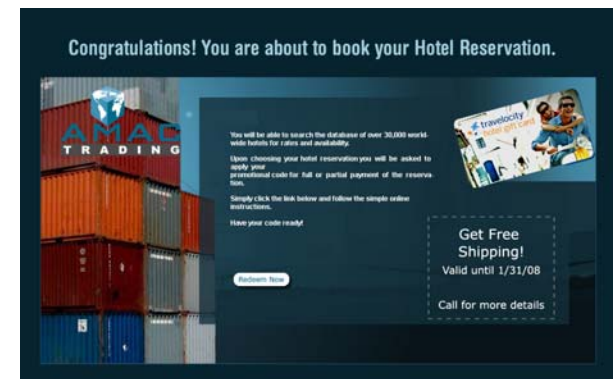 Congratulations! You are about to book your Hotel Reservation.
AMAC
TRADING
You will be able to search the database of over 30,000 world-
wide hotels for rates and availability.
Upon choosing your hotel reservation you will be asked to
apply your
promotional code for full or partial payment of the reserva-
tion.
Simply click the link below and follow the simple online
instructions.
Have your code ready!
Redeem Now
travelocity
hotel gift card
Get Free
Shipping!
Valid until 1/31/08
Call for more details